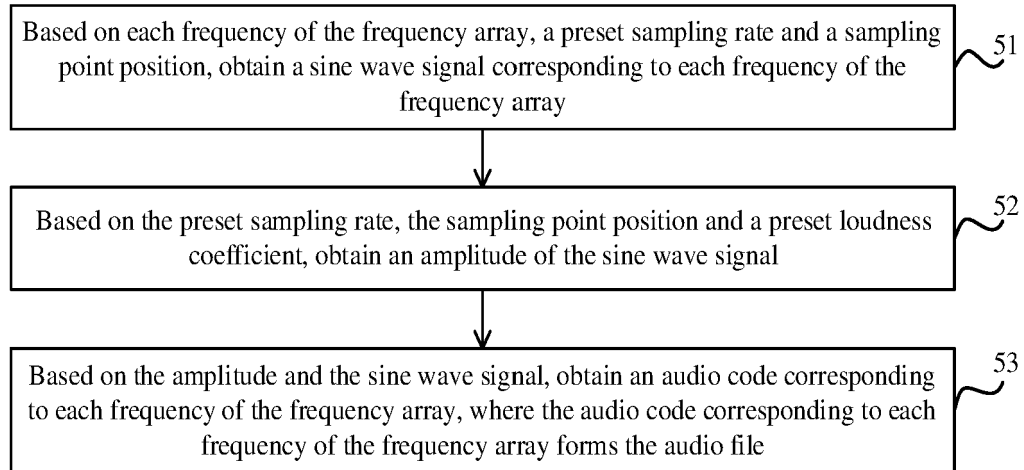 Based on each frequency of the frequency array, a preset sampling rate and a sampling
point position, obtain a sine wave signal corresponding to each frequency of the
frequency array
51
Based on the preset sampling rate, the sampling point position and a preset loudness
coefficient, obtain an amplitude of the sine wave signal
52
Based on the amplitude and the sine wave signal, obtain an audio code corresponding
to each frequency of the frequency array, where the audio code corresponding to each
frequency of the frequency array forms the audio file
53